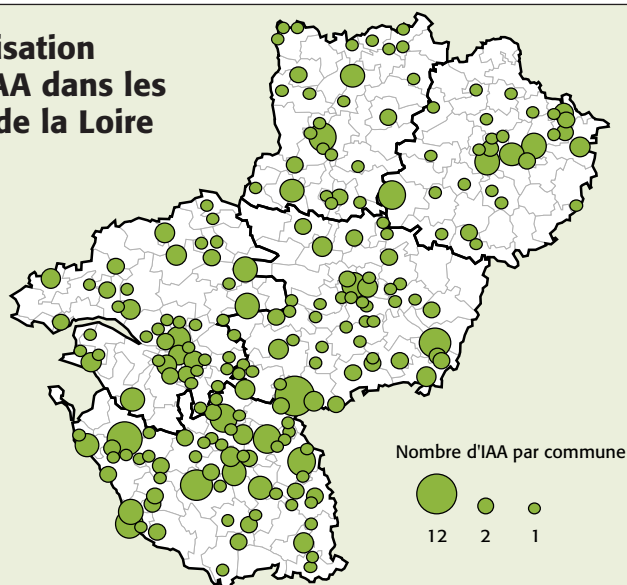 isation
AA dans les
de la Loire
Nombre d'IAA par commune
12 2 1